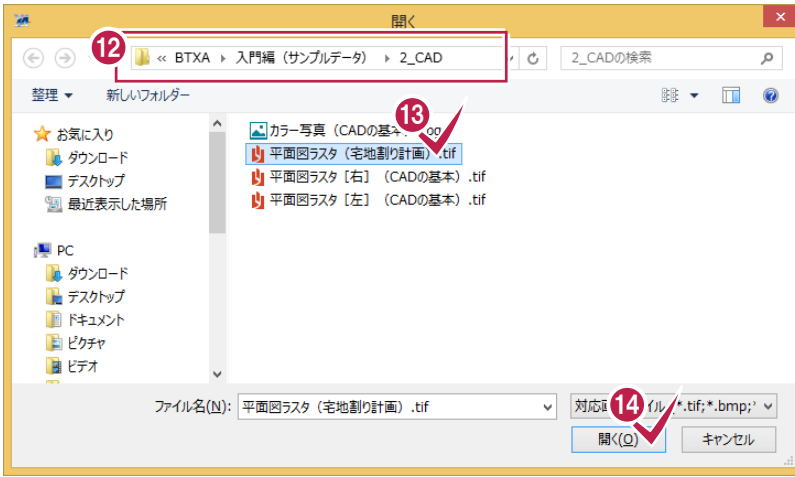 開く
12
« BTXA ▸ 入門編（サンプルデータ） ▸ 2_CAD
2_CADの検索
整理 ▼ 新しいフォルダー
13
お気に入り
ダウンロード
デスクトップ
最近表示した場所
PC
ダウンロード
デスクトップ
ドキュメント
ピクチャ
ビデオ
カラー写真（CADの基本
平面図ラスタ（宅地割り計画）.tif
平面図ラスタ［右］（CADの基本）.tif
平面図ラスタ［左］（CADの基本）.tif
ファイル名(N): 平面図ラスタ（宅地割り計画）.tif
対応 *.tif;*.bmp;*
14
開く(O) キャンセル